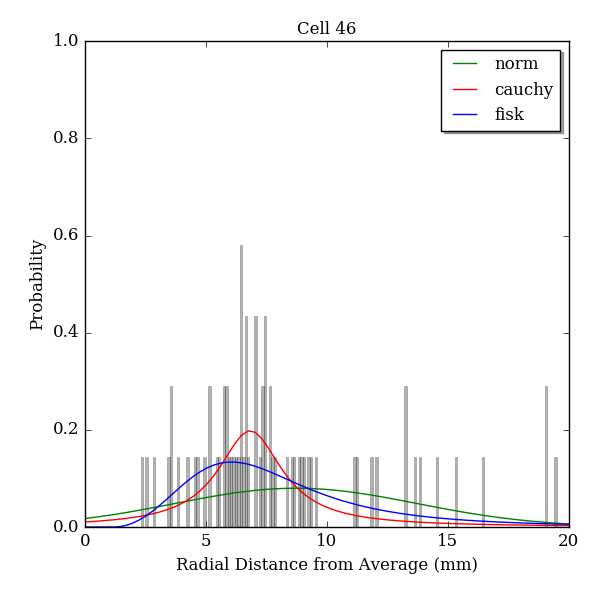 Cell 46
norm
cauchy
fisk
Probability
1.0
0.8
0.6
0.4
0.2
0.0
0 5 10 15 20
Radial Distance from Average (mm)